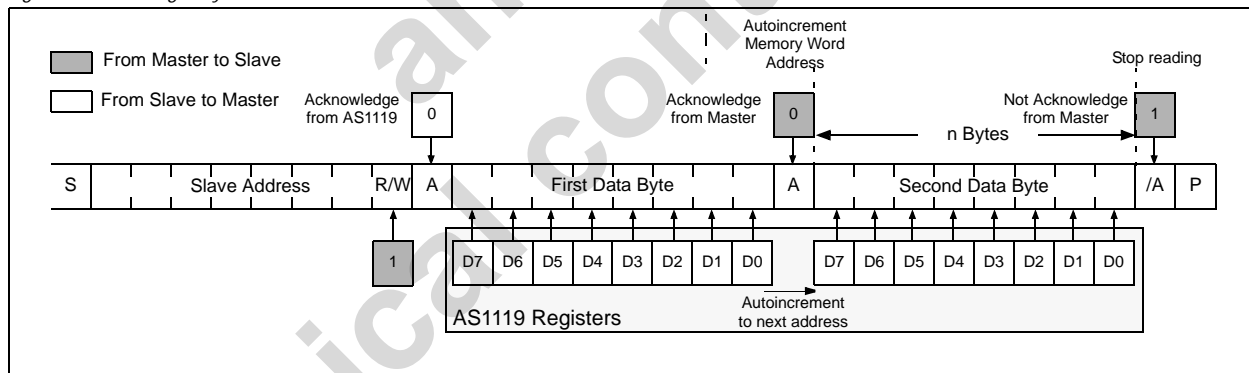 Autoincrement
Memory Word
Address
Stop reading
From Master to Slave
From Slave to Master
Acknowledge
from AS1119
0
Acknowledge
from Master
0
Not Acknowledge
from Master
1
n Bytes
S Slave Address R/W A First Data Byte A Second Data Byte /A P
1 D7 D6 D5 D4 D3 D2 D1 D0 D7 D6 D5 D4 D3 D2 D1 D0
Autoincrement
to next address
AS1119 Registers